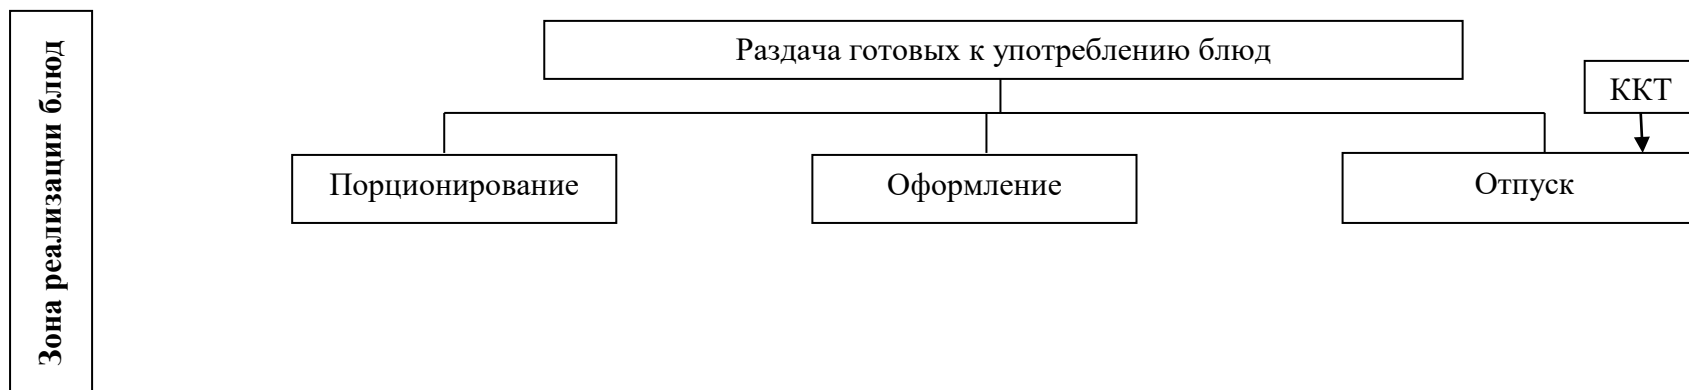 Зона реализации блюд
Раздача готовых к употреблению блюд
ККТ
Порционирование
Оформление
Отпуск